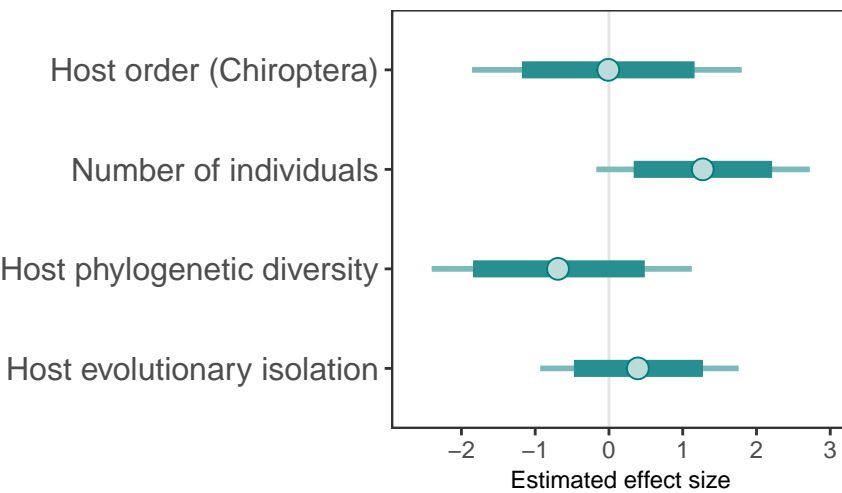 Host order (Chiroptera)
Number of individuals
Host phylogenetic diversity
Host evolutionary isolation
−2 −1 0 1 2 3
Estimated effect size